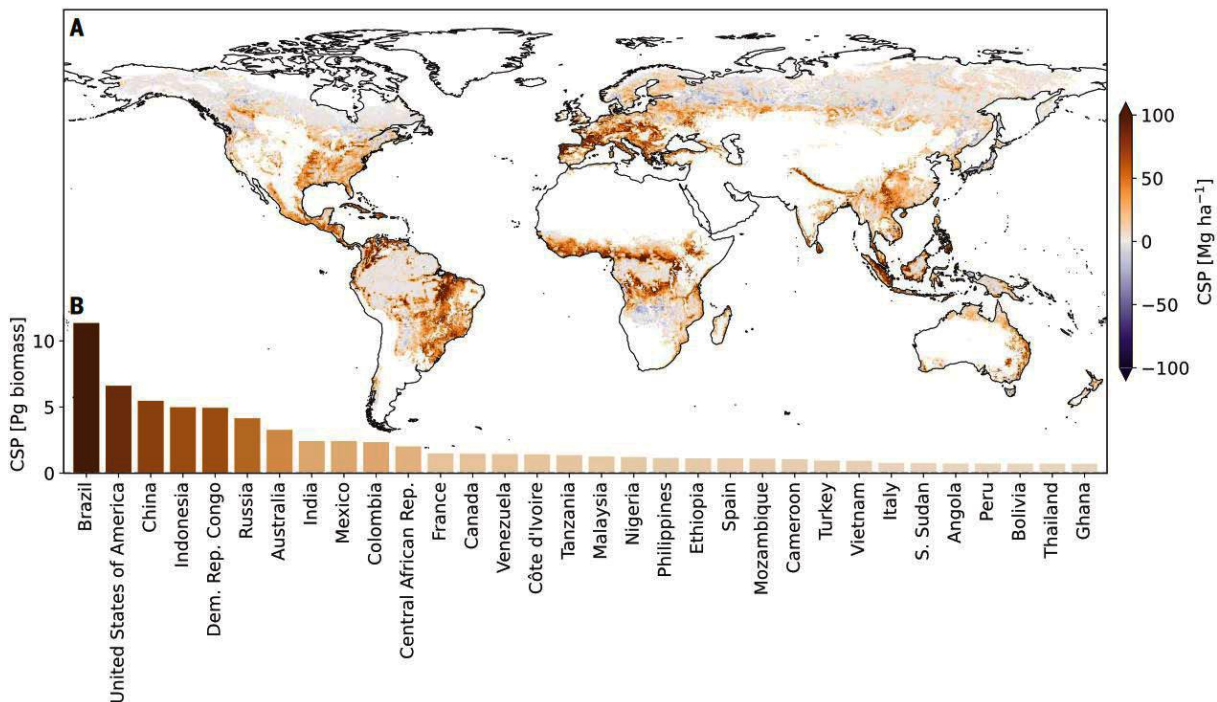 A
100
50
0
−50
−100
CSP [Mg ha⁻¹]
B
10
5
0
CSP [Pg biomass]
Brazil
United States of America
China
Indonesia
Dem. Rep. Congo
Russia
Australia
India
Mexico
Colombia
Central African Rep.
France
Canada
Venezuela
Côte d'Ivoire
Tanzania
Malaysia
Nigeria
Philippines
Ethiopia
Spain
Mozambique
Cameroon
Turkey
Vietnam
Italy
S. Sudan
Angola
Peru
Bolivia
Thailand
Ghana